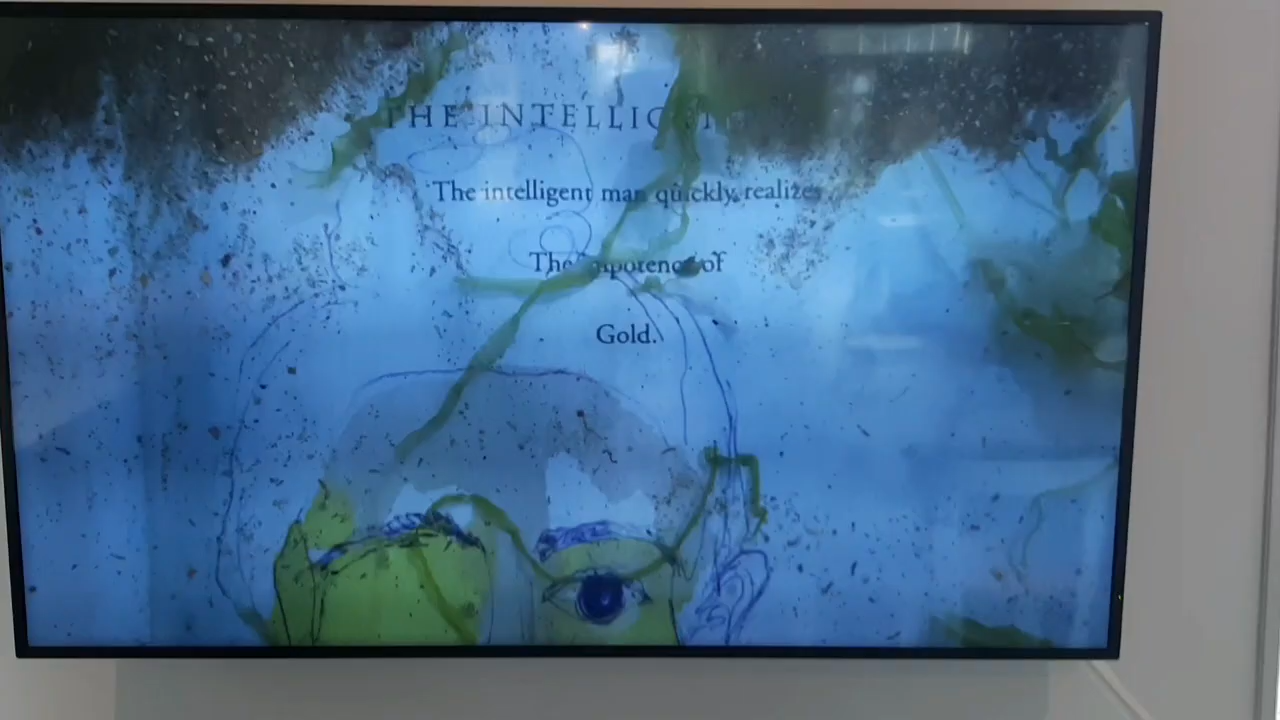 THE
The intelligent man quickly realizes
The of
Gold.